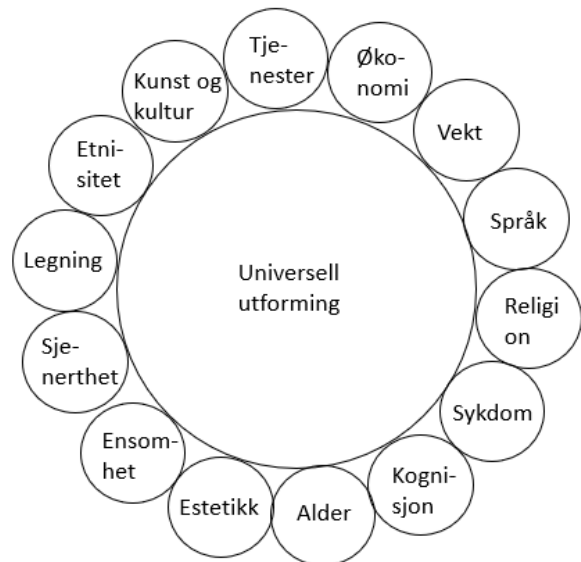 Tje-
nester
Øko-
nomi
Vekt
Språk
Religi
on
Sykdom
Kogni-
sjon
Alder
Estetikk
Ensom-
het
Sje-
nerthet
Legning
Etni-
sitet
Kunst og
kultur
Universell
utforming